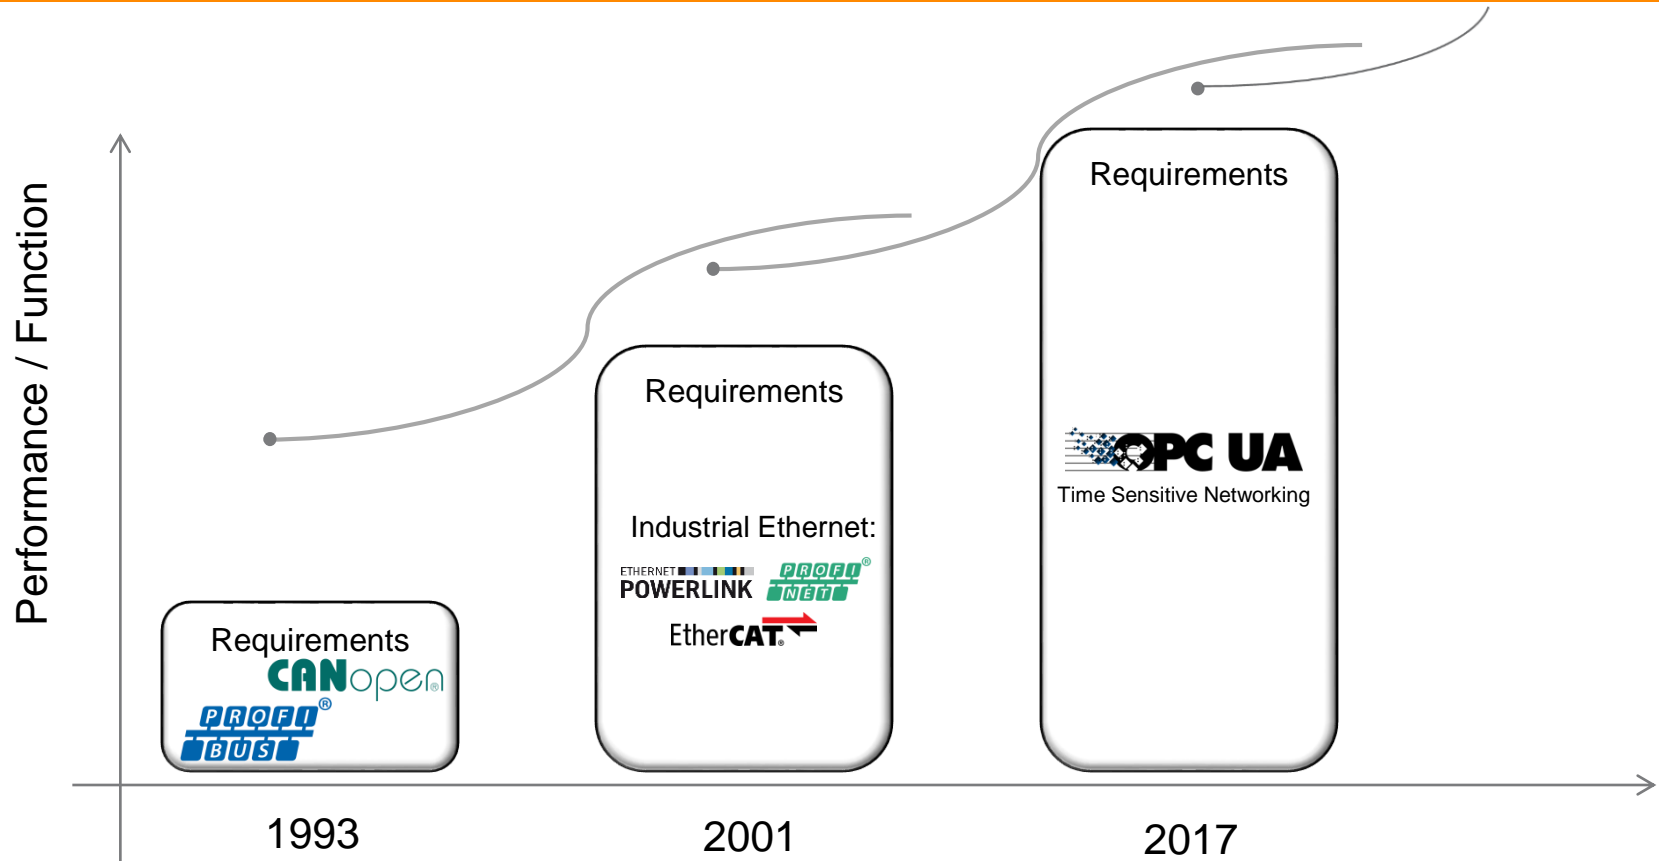 Performance / Function
Requirements
CANopen®
PROFI®
BUS
1993
Requirements
Industrial Ethernet:
ETHERNET
POWERLINK
PROFI®
NET
EtherCAT®
2001
Requirements
OPC UA
Time Sensitive Networking
2017